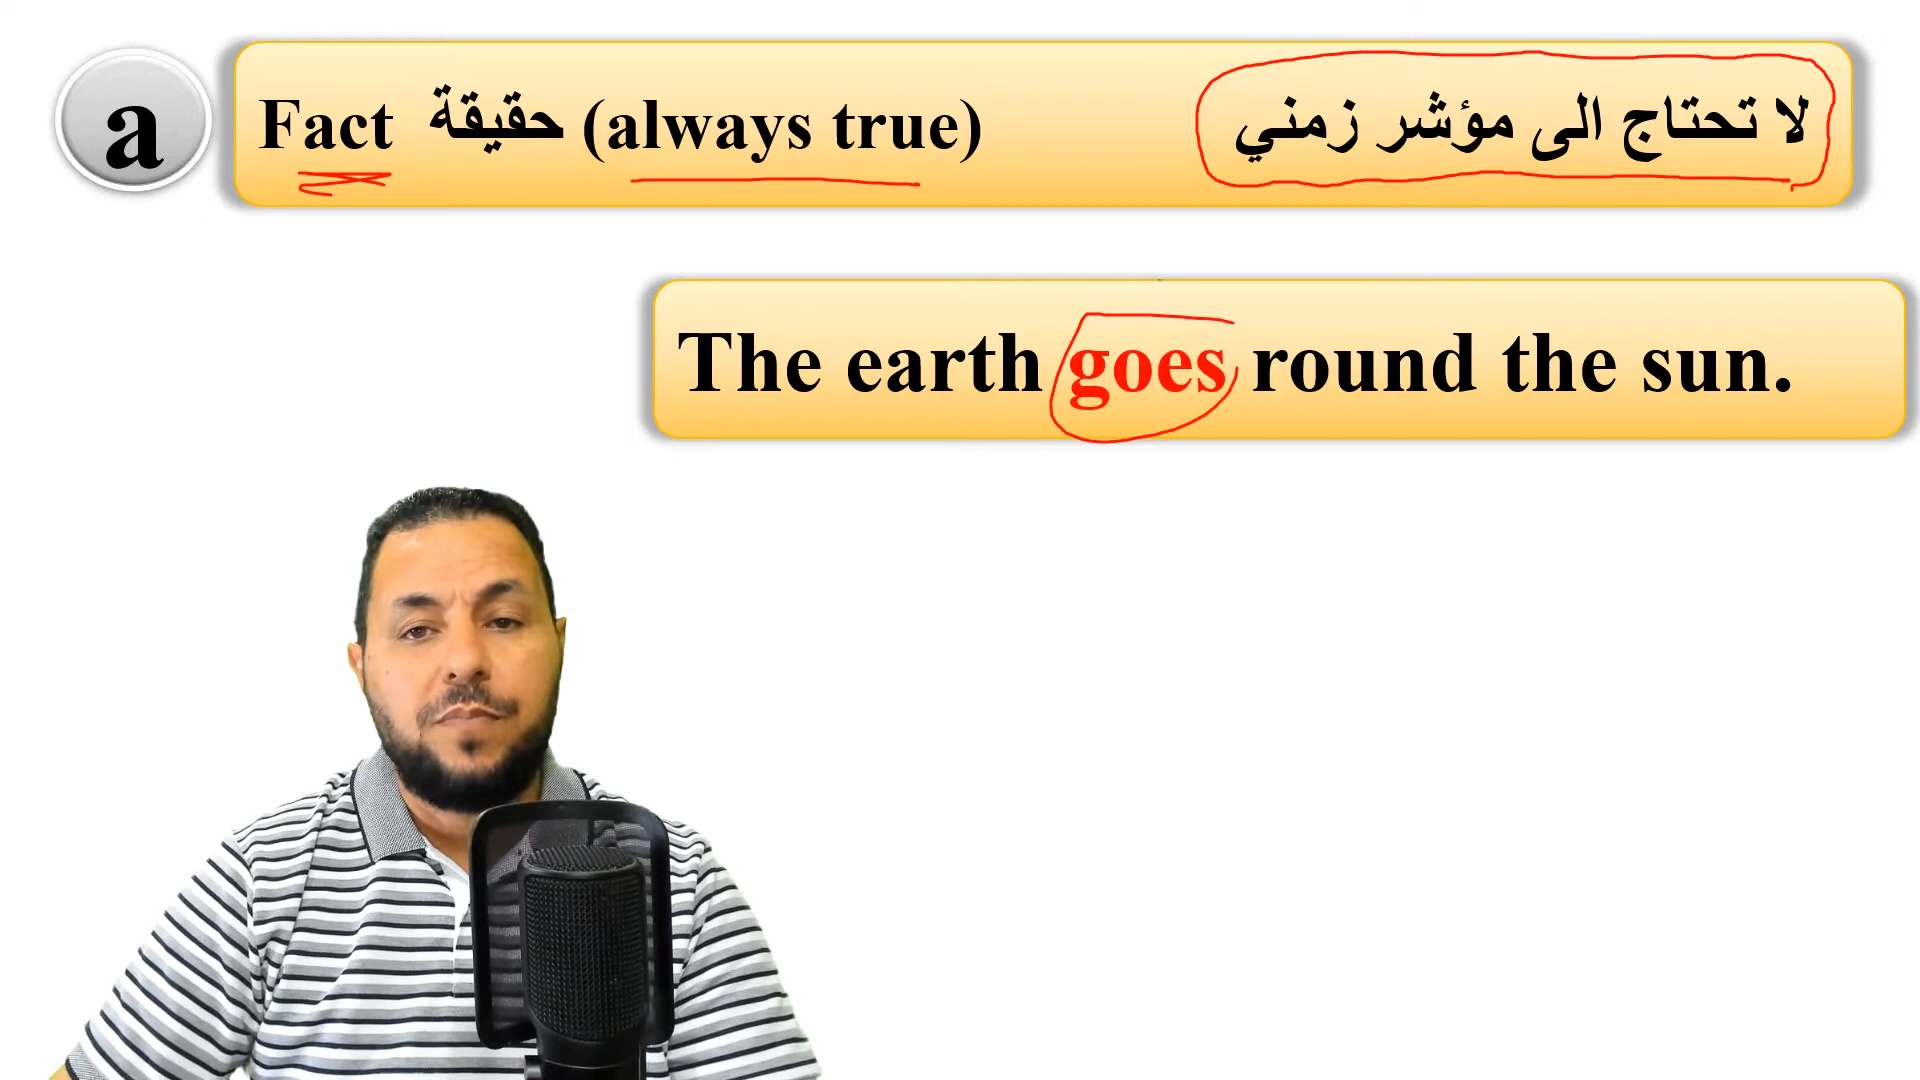 a
Fact حقيقة (always true) لا تحتاج الى مؤشر زمني
The earth goes round the sun.